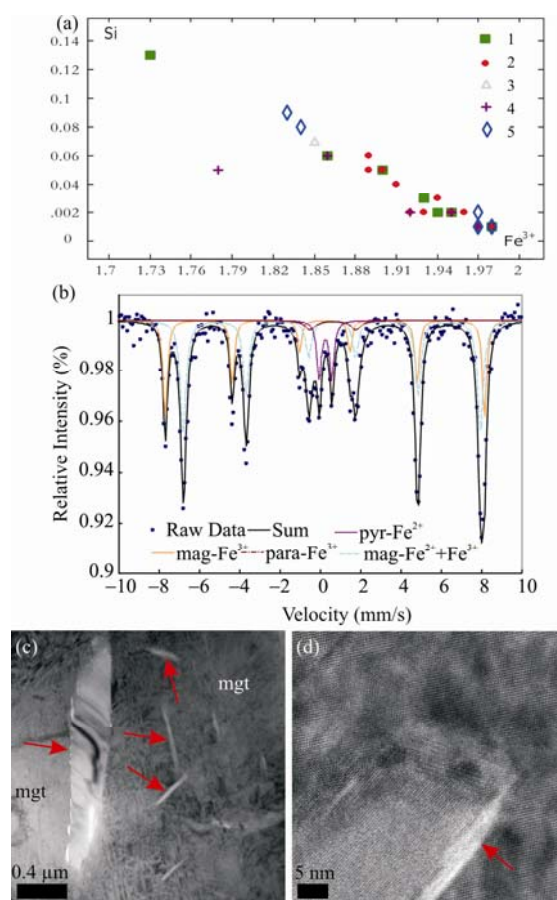 (a)
Si
0.14
0.12
0.1
0.08
0.06
0.04
0.002
0
1
2
3
4
5
Fe³⁺
1.7 1.73 1.76 1.79 1.82 1.85 1.88 1.91 1.94 1.97 2
(b)
Relative Intensity (%)
1
0.98
0.96
0.94
0.92
0.9
Raw Data Sum pyr-Fe²⁺
mag-Fe³⁺ para-Fe³⁺ mag-Fe²⁺+Fe³⁺
−10 −8 −6 −4 −2 0 2 4 6 8 10
Velocity (mm/s)
(c)
mgt
mgt
0.4 μm
(d)
5 nm